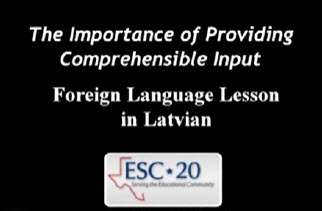 The Importance of Providing
Comprehensible Input
Foreign Language Lesson
in Latvian
ESC★20
Serving the Educational Community